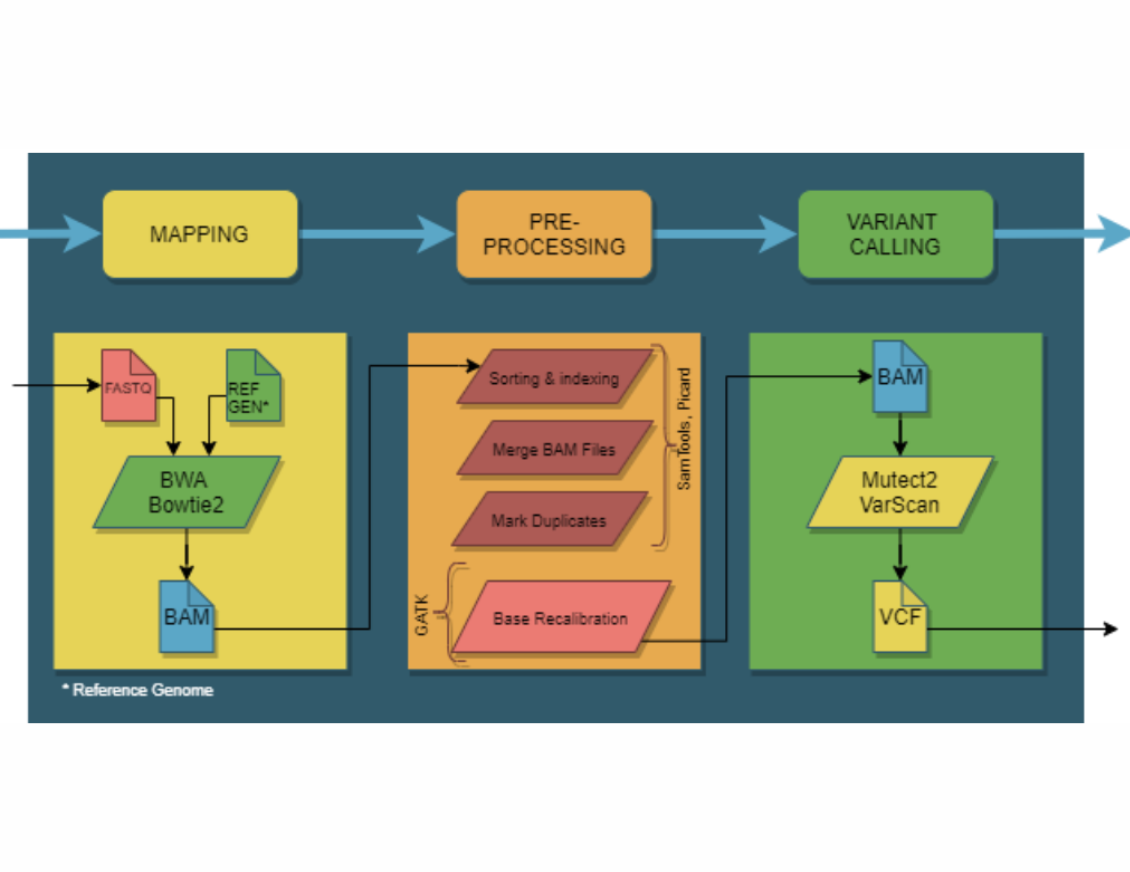 MAPPING
PRE-
PROCESSING
VARIANT
CALLING
FASTQ
REF
GEN*
BWA
Bowtie2
BAM
Sorting & indexing
Merge BAM Files
Mark Duplicates
SamTools, Picard
GATK
Base Recalibration
BAM
Mutect2
VarScan
VCF
* Reference Genome